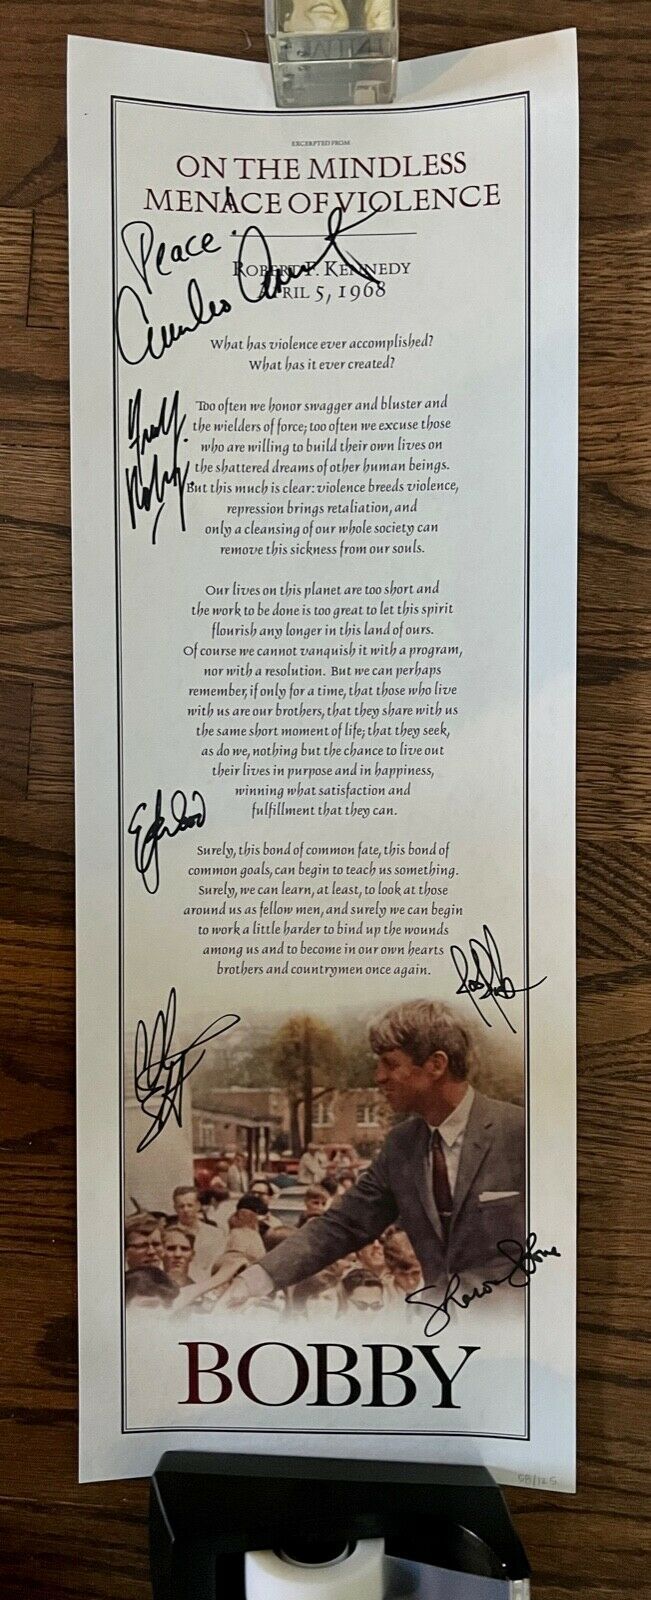 EXCERPTED FROM
ON THE MINDLESS
MENACE OF VIOLENCE
Peace!
ROBERT F. KENNEDY
APRIL 5, 1968
What has violence ever accomplished?
What has it ever created?
Too often we honor swagger and bluster and
the wielders of force; too often we excuse those
who are willing to build their own lives on
the shattered dreams of other human beings.
But this much is clear: violence breeds violence,
repression brings retaliation, and
only a cleansing of our whole society can
remove this sickness from our souls.
Our lives on this planet are too short and
the work to be done is too great to let this spirit
flourish any longer in this land of ours.
Of course we cannot vanquish it with a program,
nor with a resolution. But we can perhaps
remember, if only for a time, that those who live
with us are our brothers, that they share with us
the same short moment of life; that they seek,
as do we, nothing but the chance to live out
their lives in purpose and in happiness,
winning what satisfaction and
fulfillment that they can.
Surely, this bond of common fate, this bond of
common goals, can begin to teach us something.
Surely, we can learn, at least, to look at those
around us as fellow men, and surely we can begin
to work a little harder to bind up the wounds
among us and to become in our own hearts
brothers and countrymen once again.
Sharon Stone
BOBBY
58/125